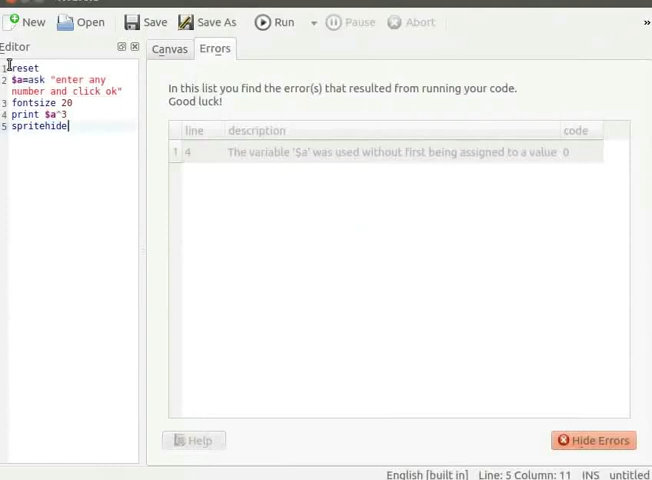 New Open Save Save As Run Pause Abort »
Editor
Canvas Errors
1 reset
2 $a=ask "enter any
number and click ok"
3 fontsize 20
4 print $a^3
5 spritehide
In this list you find the error(s) that resulted from running your code.
Good luck!
line description code
1 4 The variable '$a' was used without first being assigned to a value 0
Help Hide Errors
English [built in] Line: 5 Column: 11 INS untitled